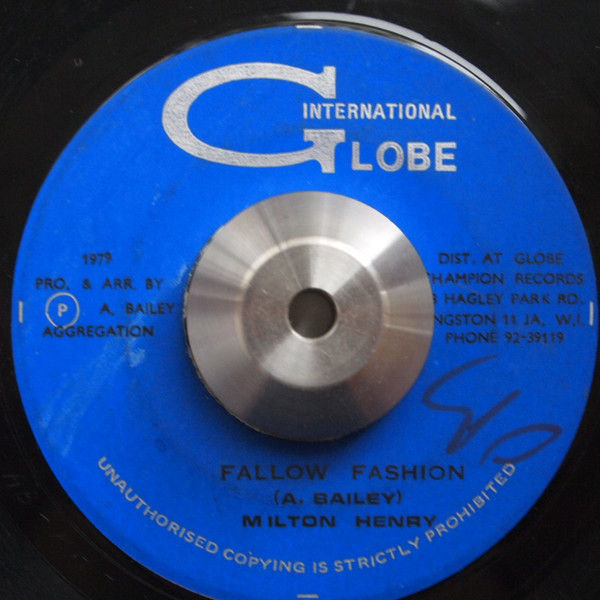 INTERNATIONAL
GLOBE
1979
PRO. & ARR. BY
P A. BAILEY
AGGREGATION
DIST. AT GLOBE
CHAMPION RECORDS
HAGLEY PARK RD.
NGSTON 11 JA, W.I.
PHONE 92-39119
FALLOW FASHION
(A. BAILEY)
MILTON HENRY
UNAUTHORISED COPYING IS STRICTLY PROHIBITED